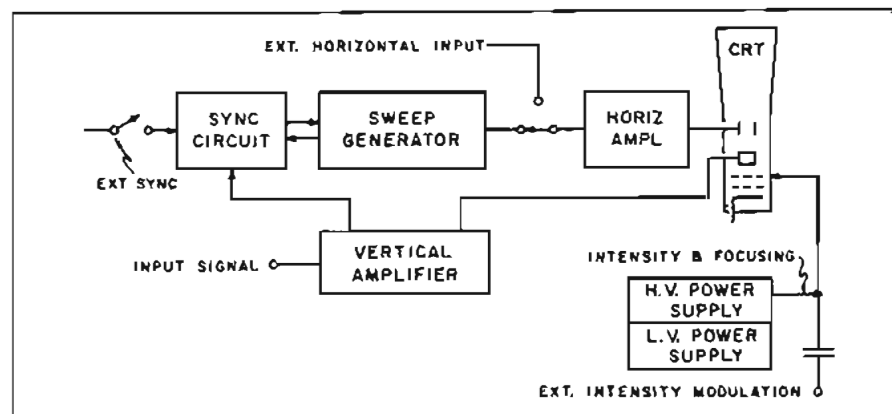 EXT. HORIZONTAL INPUT
CRT
SYNC
CIRCUIT
SWEEP
GENERATOR
HORIZ
AMPL
EXT SYNC
VERTICAL
AMPLIFIER
INPUT SIGNAL
INTENSITY & FOCUSING
H.V. POWER
SUPPLY
L.V. POWER
SUPPLY
EXT. INTENSITY MODULATION